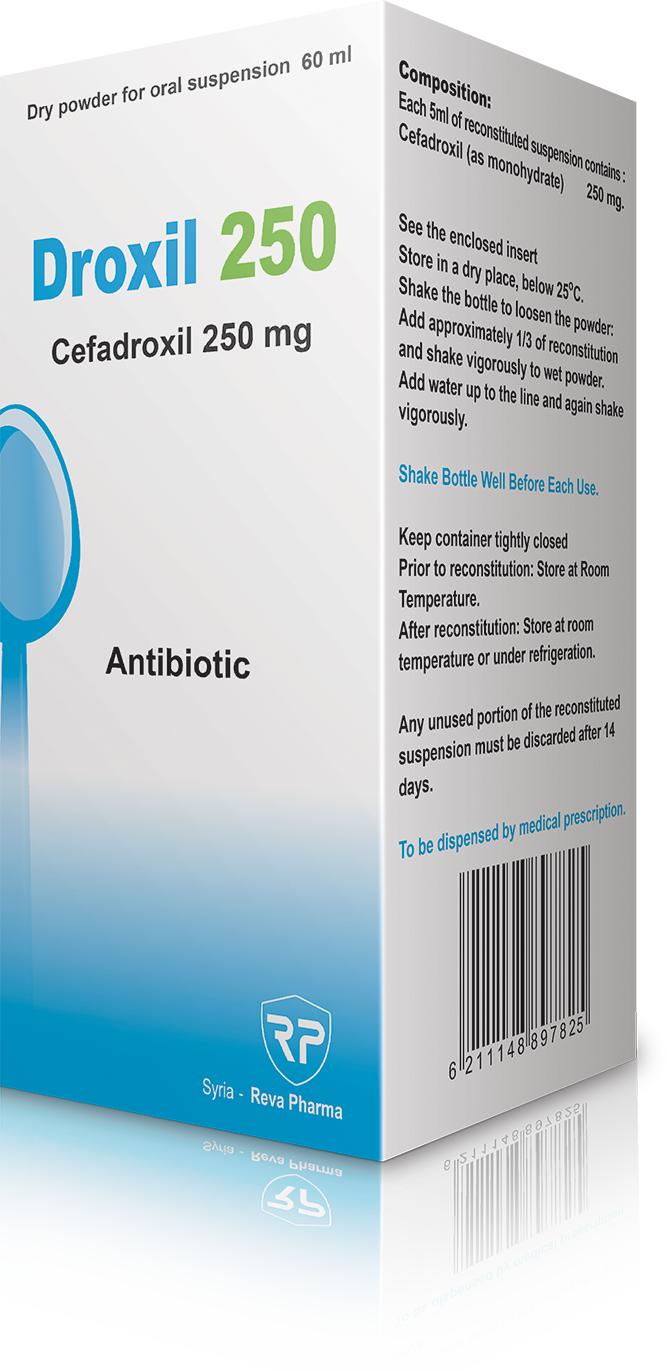 Dry powder for oral suspension 60 ml
Droxil 250
Cefadroxil 250 mg
Antibiotic
RP
Syria - Reva Pharma
Composition:
Each 5ml of reconstituted suspension contains :
Cefadroxil (as monohydrate) 250 mg.
See the enclosed insert
Store in a dry place, below 25°C.
Shake the bottle to loosen the powder:
Add approximately 1/3 of reconstitution
and shake vigorously to wet powder.
Add water up to the line and again shake
vigorously.
Shake Bottle Well Before Each Use.
Keep container tightly closed
Prior to reconstitution: Store at Room
Temperature.
After reconstitution: Store at room
temperature or under refrigeration.
Any unused portion of the reconstituted
suspension must be discarded after 14
days.
To be dispensed by medical prescription.
6 211148 897825